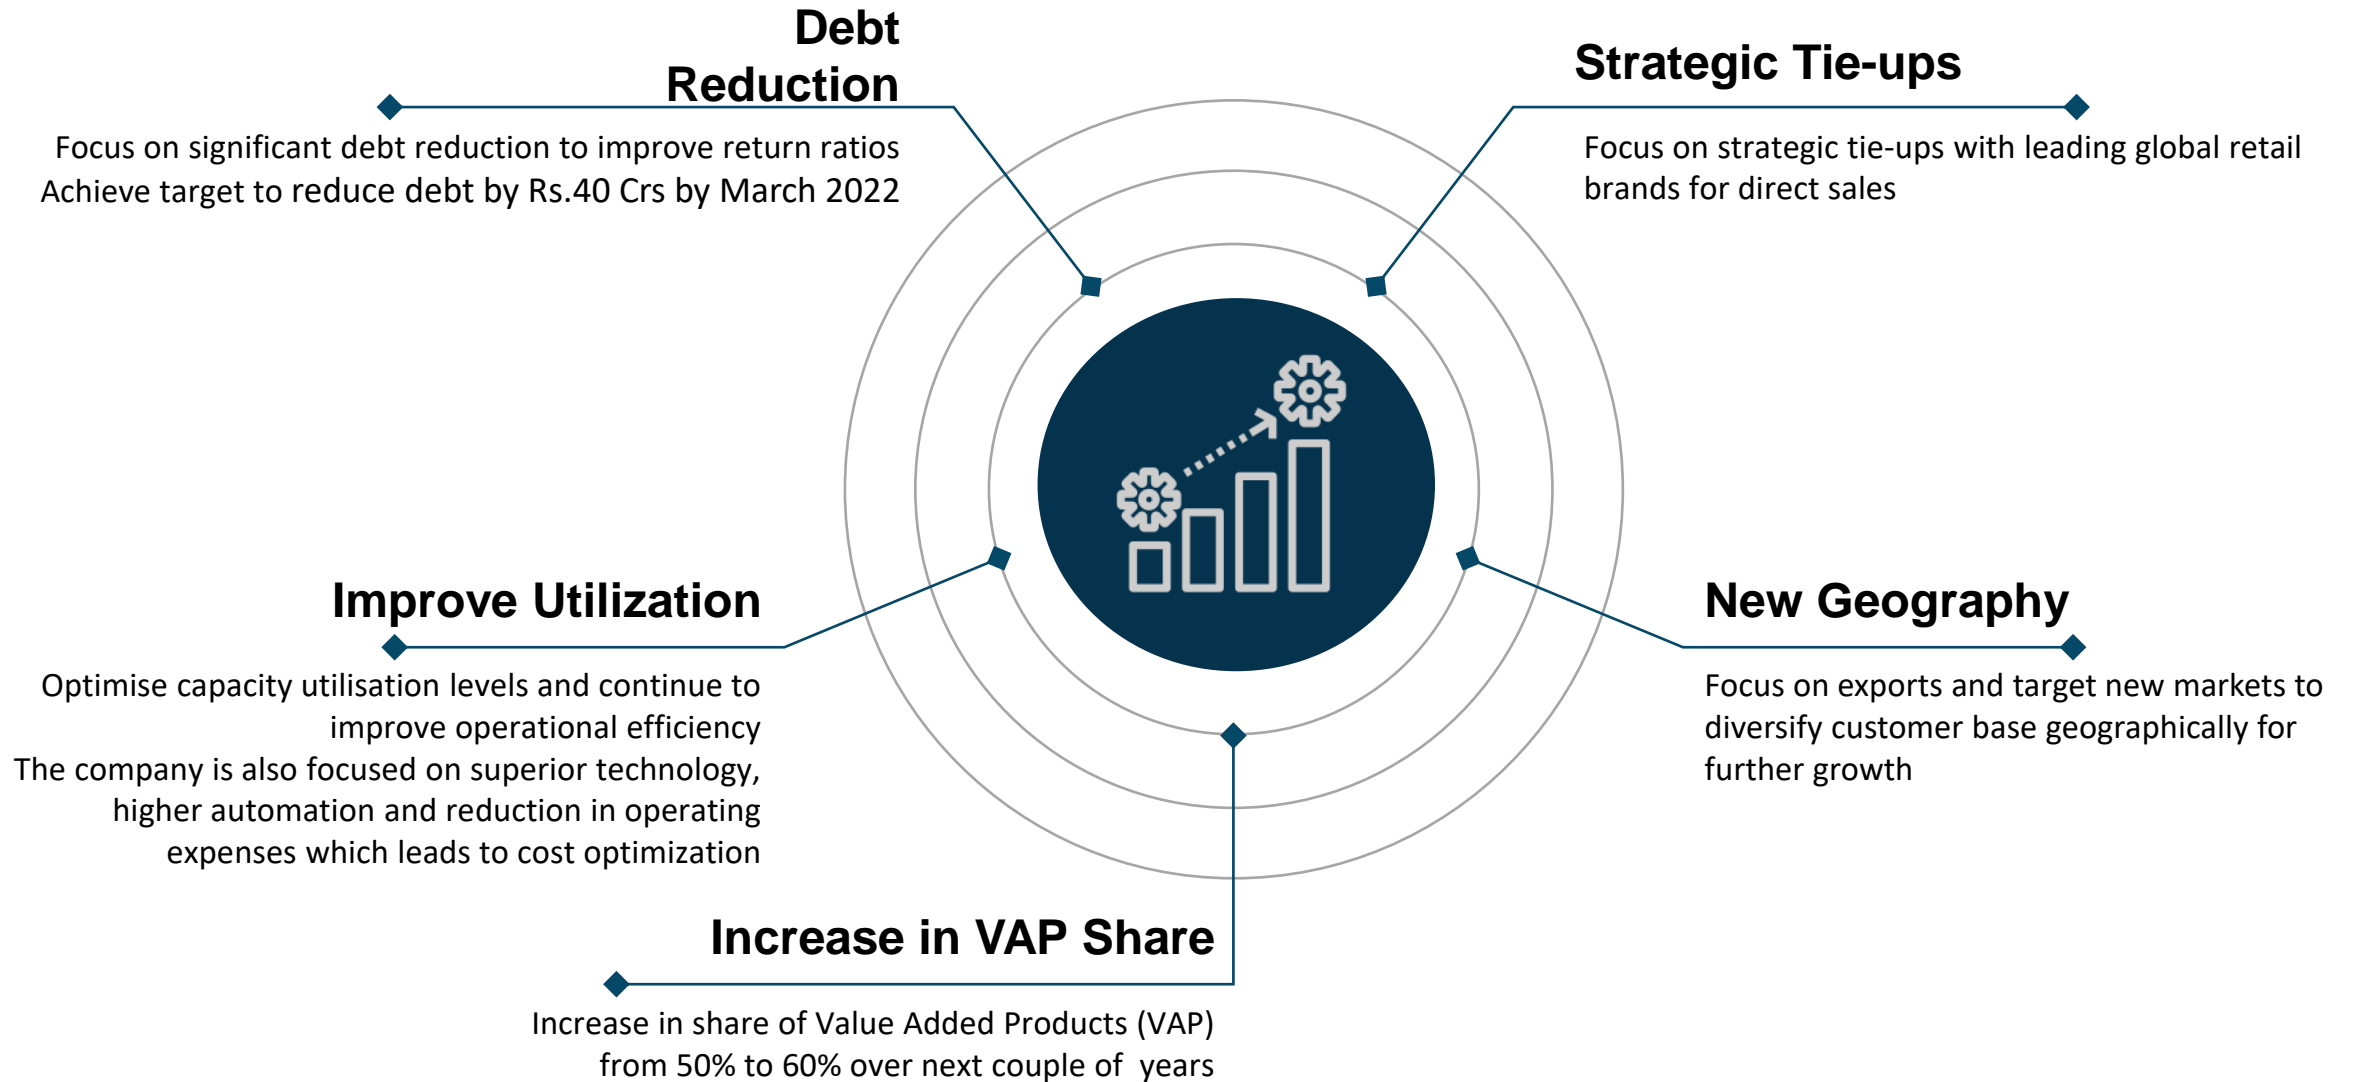 Debt
Reduction
Focus on significant debt reduction to improve return ratios
Achieve target to reduce debt by Rs.40 Crs by March 2022
Strategic Tie-ups
Focus on strategic tie-ups with leading global retail
brands for direct sales
Improve Utilization
Optimise capacity utilisation levels and continue to
improve operational efficiency
The company is also focused on superior technology,
higher automation and reduction in operating
expenses which leads to cost optimization
New Geography
Focus on exports and target new markets to
diversify customer base geographically for
further growth
Increase in VAP Share
Increase in share of Value Added Products (VAP)
from 50% to 60% over next couple of  years